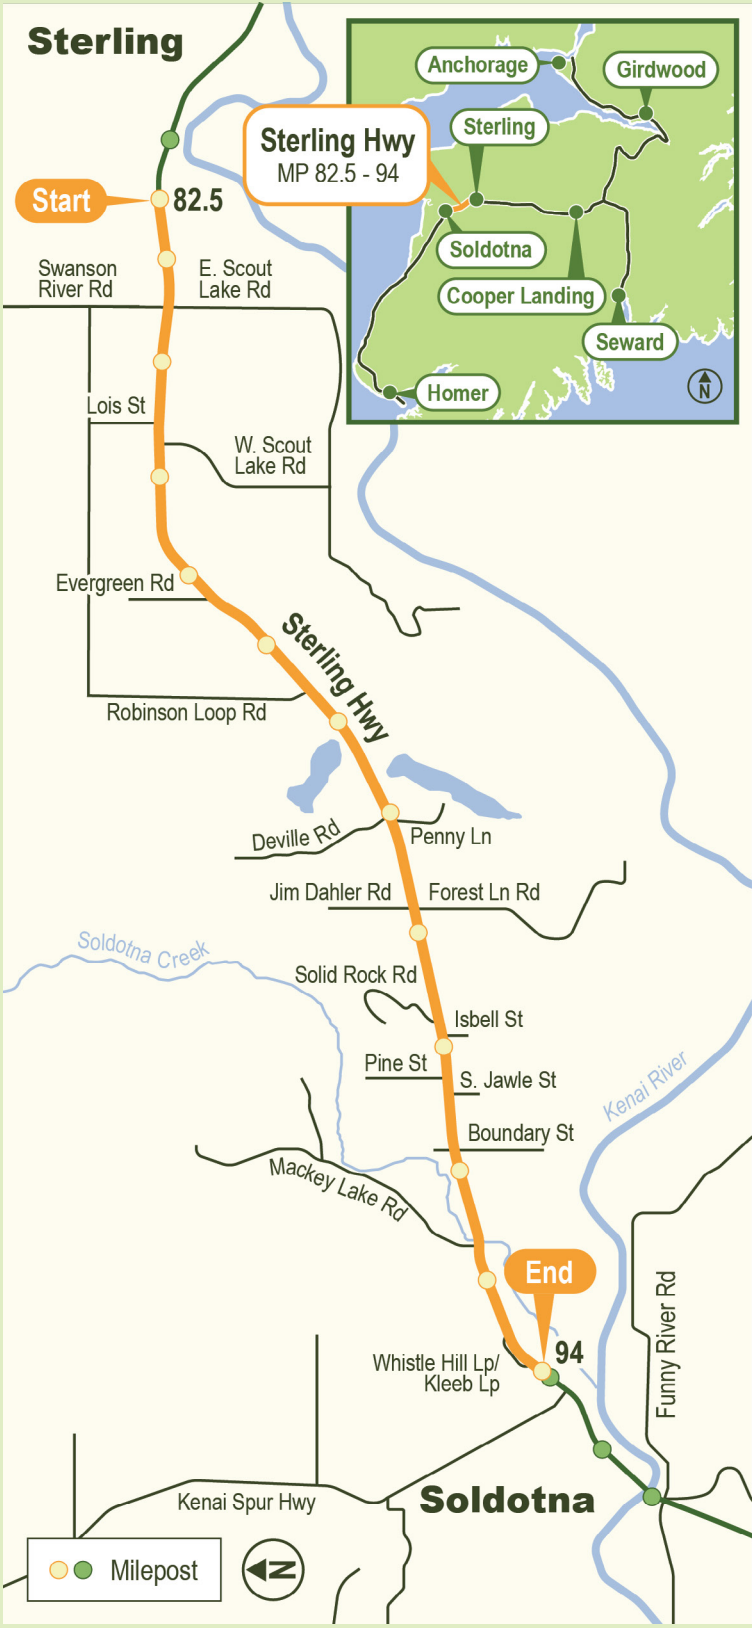 Sterling
Anchorage
Girdwood
Sterling Hwy
MP 82.5 - 94
Sterling
Start
82.5
Soldotna
Swanson
River Rd
E. Scout
Lake Rd
Cooper Landing
Seward
Homer
N
Lois St
W. Scout
Lake Rd
Evergreen Rd
Sterling Hwy
Robinson Loop Rd
Deville Rd
Penny Ln
Jim Dahler Rd
Forest Ln Rd
Soldotna Creek
Solid Rock Rd
Isbell St
Pine St
S. Jawle St
Kenai River
Boundary St
Mackey Lake Rd
End
94
Whistle Hill Lp/
Kleeb Lp
Funny River Rd
Kenai Spur Hwy
Soldotna
Milepost
N